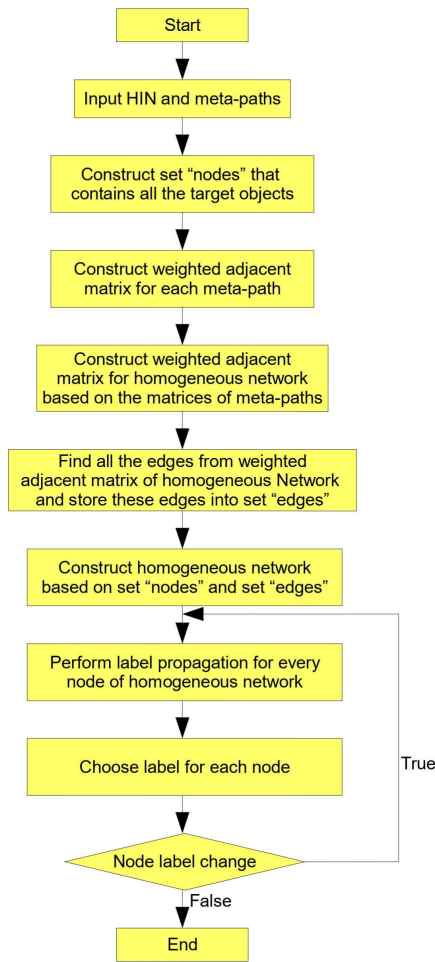 Start
Input HIN and meta-paths
Construct set “nodes” that
contains all the target objects
Construct weighted adjacent
matrix for each meta-path
Construct weighted adjacent
matrix for homogeneous network
based on the matrices of meta-paths
Find all the edges from weighted
adjacent matrix of homogeneous Network
and store these edges into set “edges”
Construct homogeneous network
based on set “nodes” and set “edges”
Perform label propagation for every
node of homogeneous network
Choose label for each node
True
Node label change
False
End